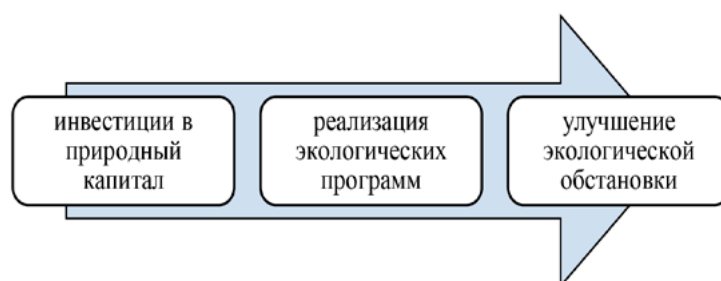 инвестиции в
природный
капитал
реализация
экологических
программ
улучшение
экологической
обстановки